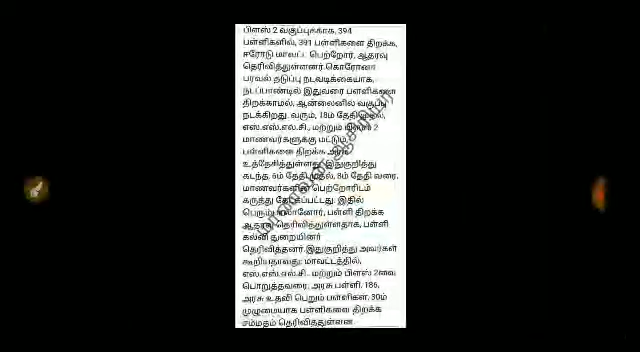 பிளஸ் 2 வகுப்புக்காக, 394
பள்ளிகளில், 391 பள்ளிகளை திறக்க,
ஈரோடு மாவட்ட பெற்றோர், ஆதரவு
தெரிவித்துள்ளனர்.கொரோனா
பரவல் தடுப்பு நடவடிக்கையாக,
நடப்பாண்டில் இதுவரை பள்ளிகளை
திறக்காமல், ஆன்லைனில் வகுப்பு
நடக்கிறது. வரும், 18ம் தேதி முதல்,
எஸ்.எஸ்.எல்.சி., மற்றும் பிளஸ் 2
மாணவர்களுக்கு மட்டும்,
பள்ளிகளை திறக்க அரசு
உத்தேசித்துள்ளது. இதுகுறித்து
கடந்த, 6ம் தேதி முதல், 8ம் தேதி வரை,
மாணவர்களின் பெற்றோரிடம்
கருத்து கேட்கப்பட்டது. இதில்
பெரும்பாலானோர், பள்ளி திறக்க
ஆதரவு தெரிவித்துள்ளதாக, பள்ளி
கல்வி துறையினர்
தெரிவித்தனர்.இதுகுறித்து அவர்கள்
கூறியதாவது: மாவட்டத்தில்,
எஸ்.எஸ்.எல்.சி., மற்றும் பிளஸ் 2வை
பொறுத்தவரை, அரசு பள்ளி, 186,
அரசு உதவி பெறும் பள்ளிகள், 30ம்
முழுமையாக பள்ளிகளை திறக்க
சம்மதம் தெரிவித்துள்ளன.